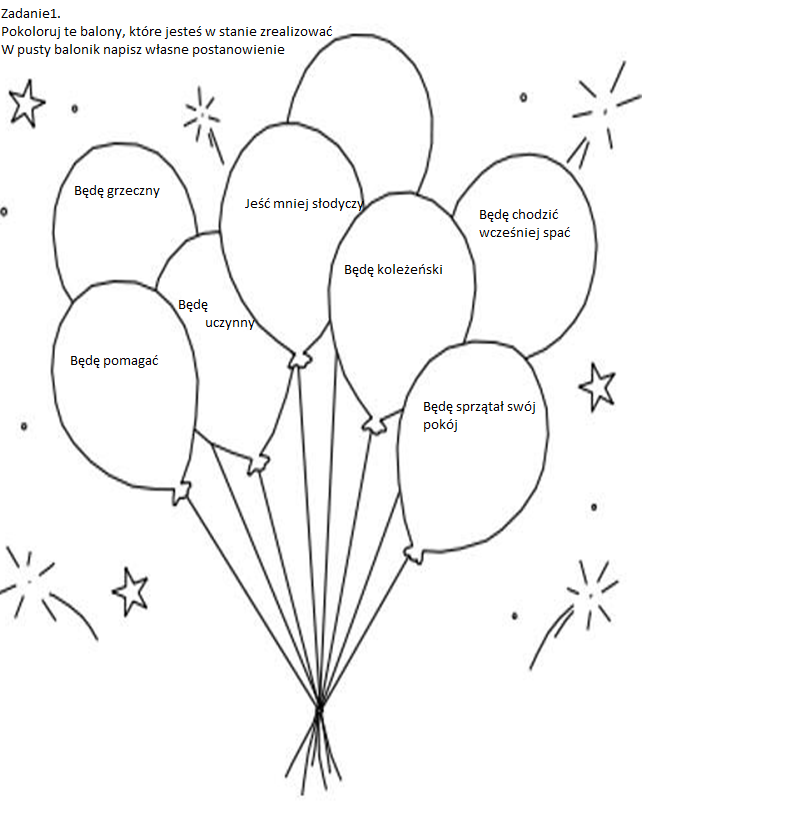 Zadanie1.
Pokoloruj te balony, które jesteś w stanie zrealizować
W pusty balonik napisz własne postanowienie
Będę grzeczny
Jeść mniej słodyczy
Będę chodzić
wcześniej spać
Będę koleżeński
Będę
uczynny
Będę pomagać
Będę sprzątał swój
pokój